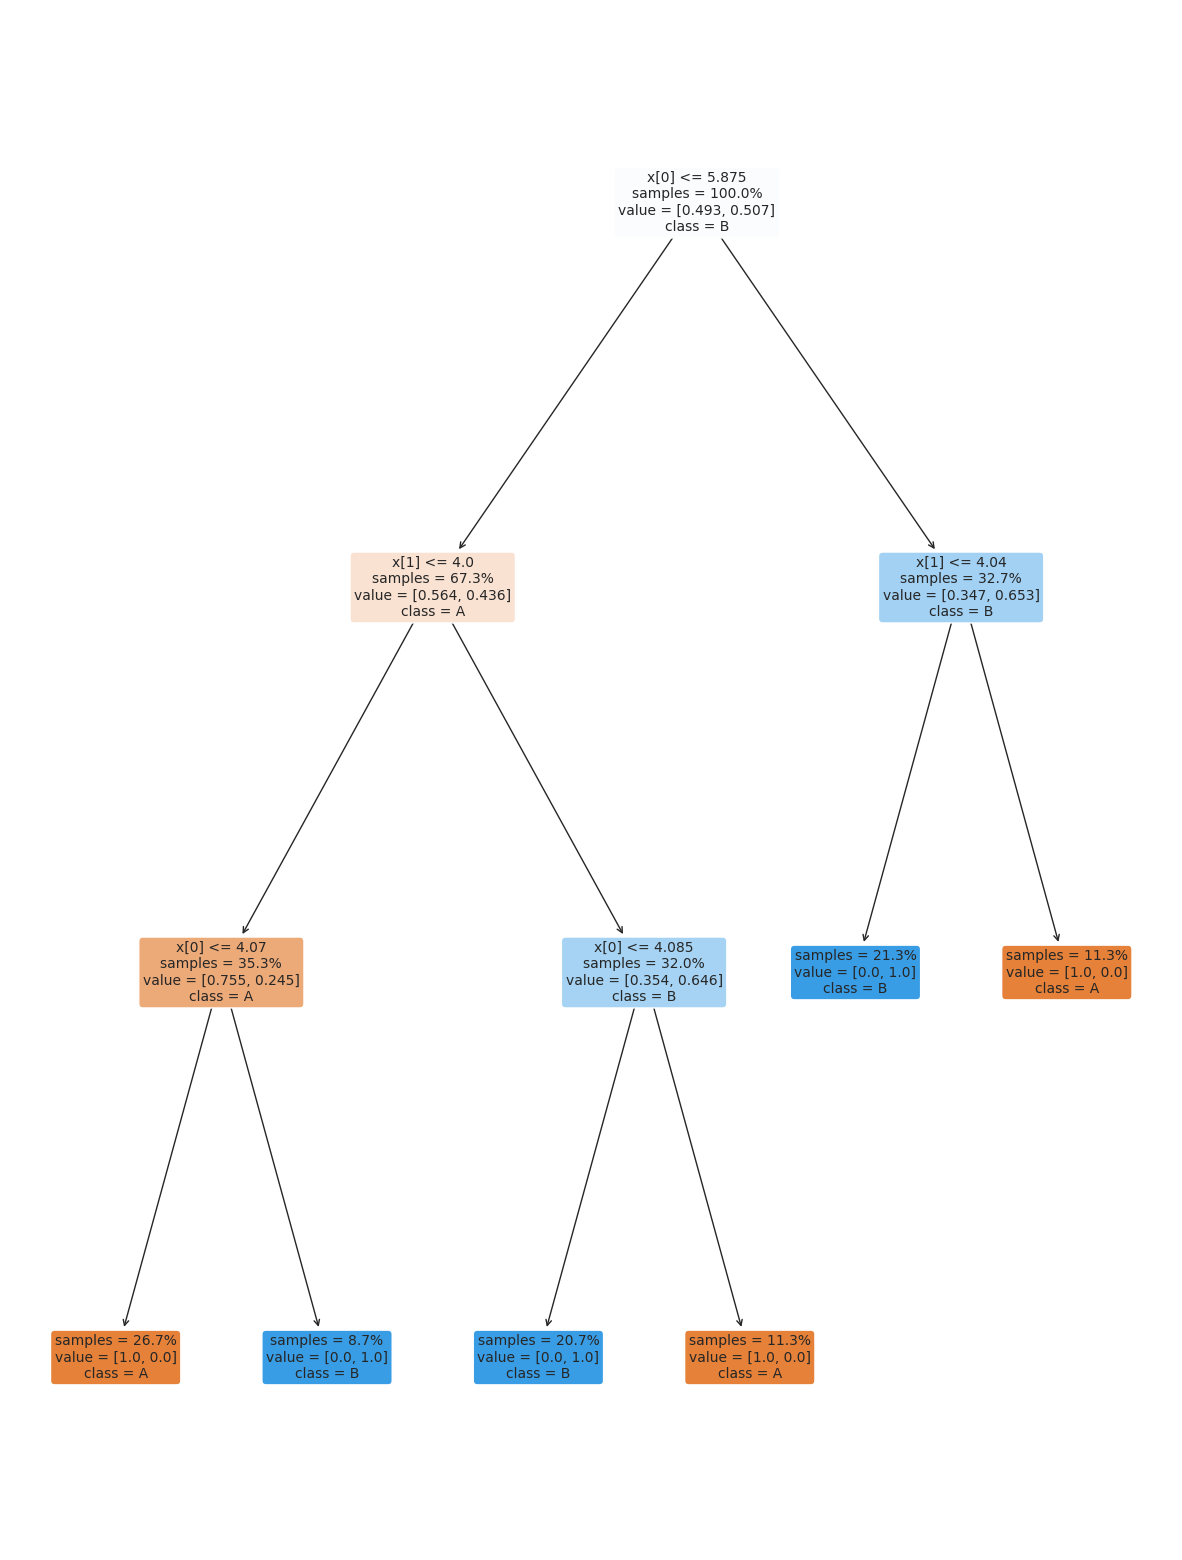 x[0] <= 5.875
samples = 100.0%
value = [0.493, 0.507]
class = B
x[1] <= 4.0
samples = 67.3%
value = [0.564, 0.436]
class = A
x[1] <= 4.04
samples = 32.7%
value = [0.347, 0.653]
class = B
x[0] <= 4.07
samples = 35.3%
value = [0.755, 0.245]
class = A
x[0] <= 4.085
samples = 32.0%
value = [0.354, 0.646]
class = B
samples = 21.3%
value = [0.0, 1.0]
class = B
samples = 11.3%
value = [1.0, 0.0]
class = A
samples = 26.7%
value = [1.0, 0.0]
class = A
samples = 8.7%
value = [0.0, 1.0]
class = B
samples = 20.7%
value = [0.0, 1.0]
class = B
samples = 11.3%
value = [1.0, 0.0]
class = A